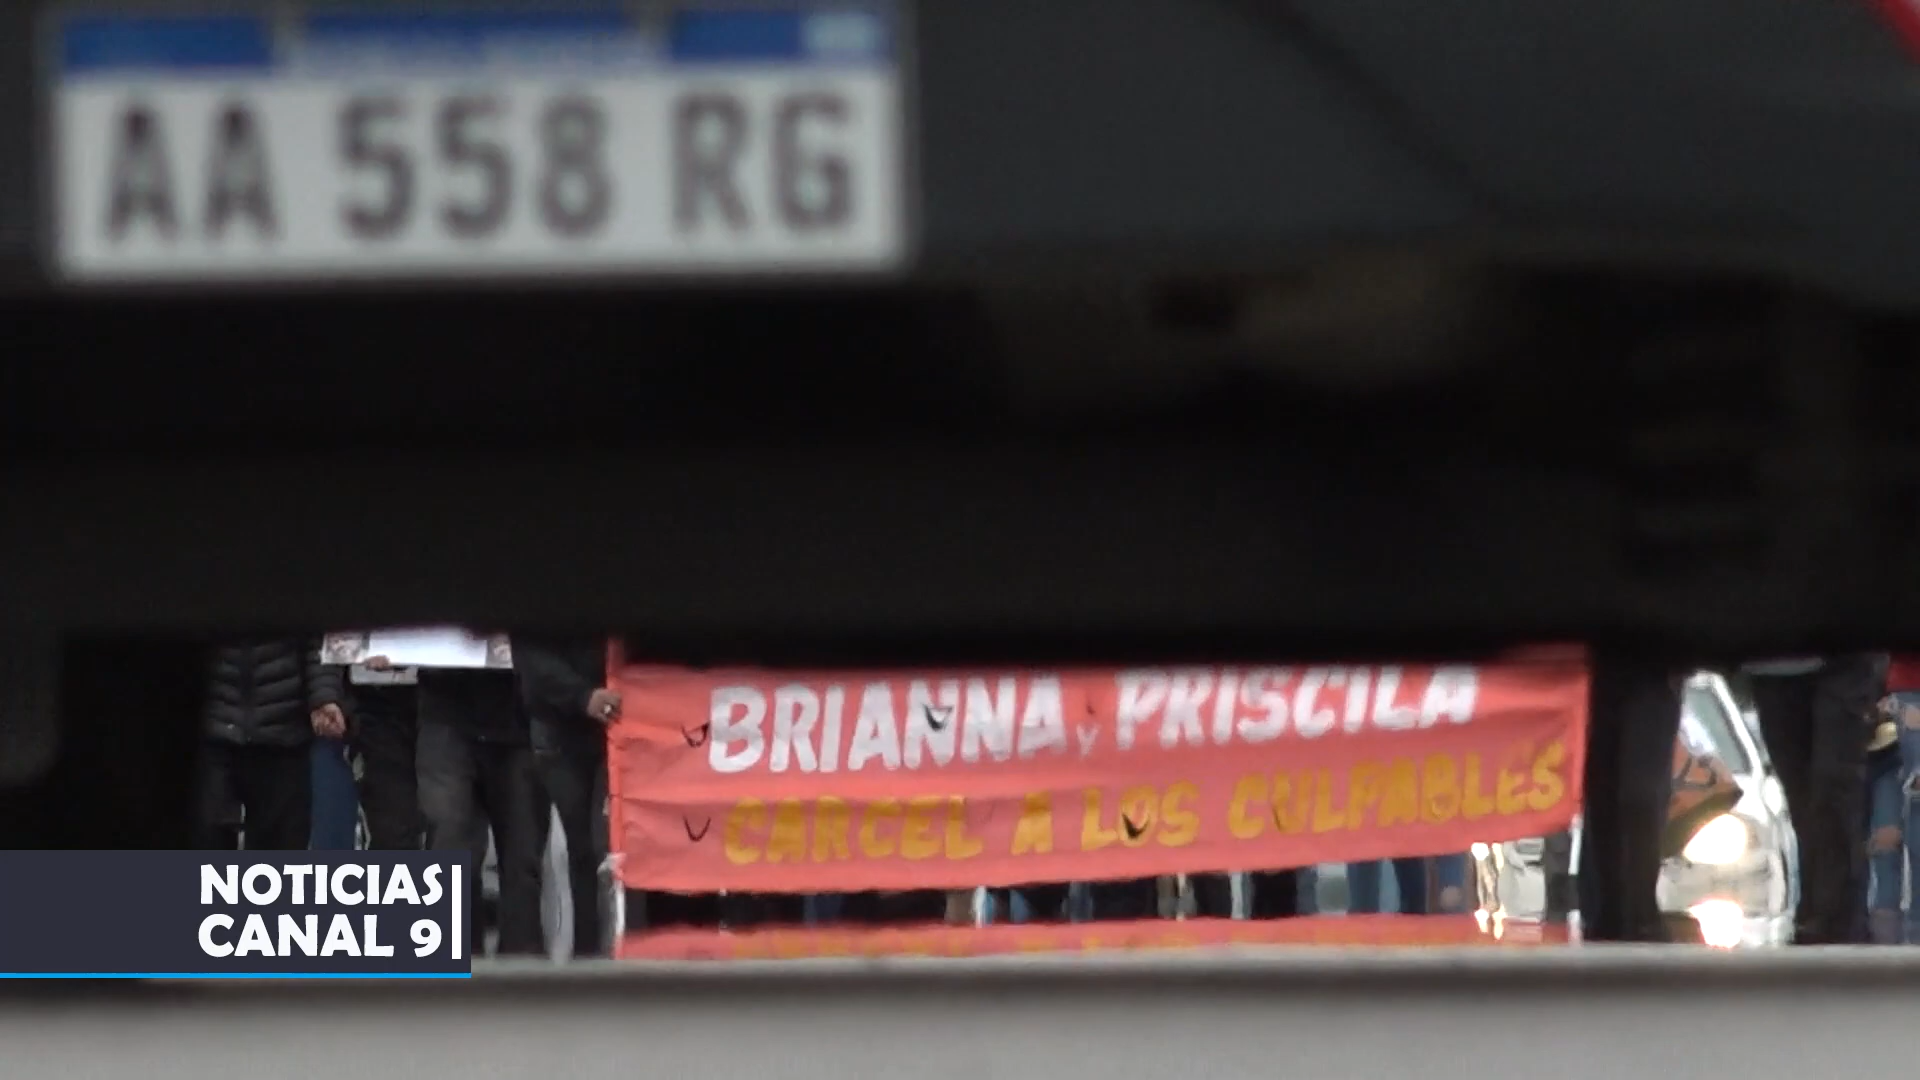 AA 558 RG
BRIANNA y PRISCILA
CARCEL A LOS CULPABLES
NOTICIAS
CANAL 9